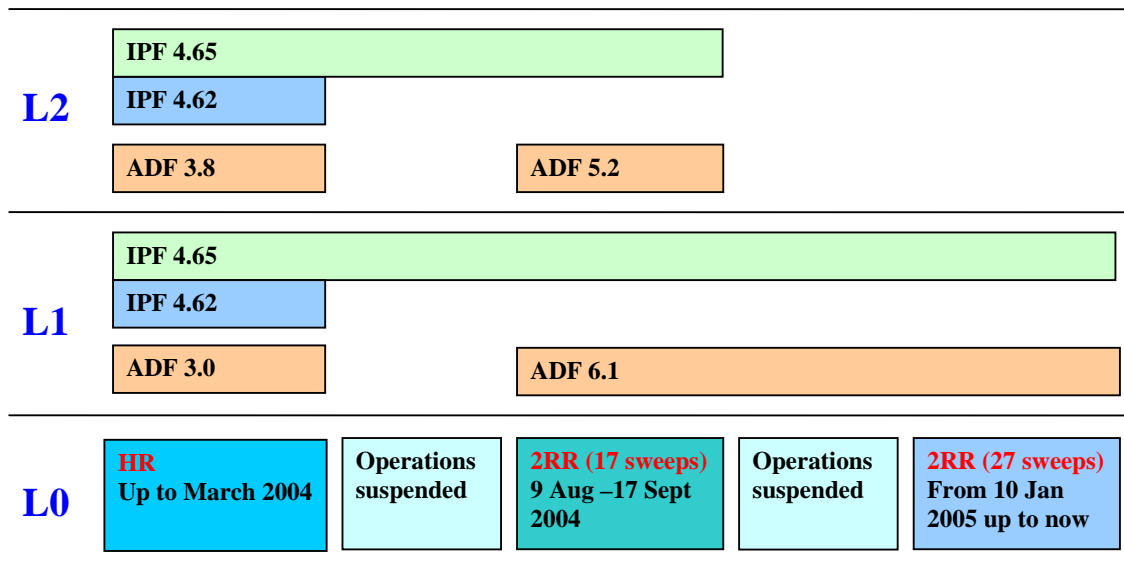 L2
IPF 4.65
IPF 4.62
ADF 3.8
ADF 5.2
L1
IPF 4.65
IPF 4.62
ADF 3.0
ADF 6.1
L0
HR
Up to March 2004
Operations
suspended
2RR (17 sweeps)
9 Aug –17 Sept
2004
Operations
suspended
2RR (27 sweeps)
From 10 Jan
2005 up to now